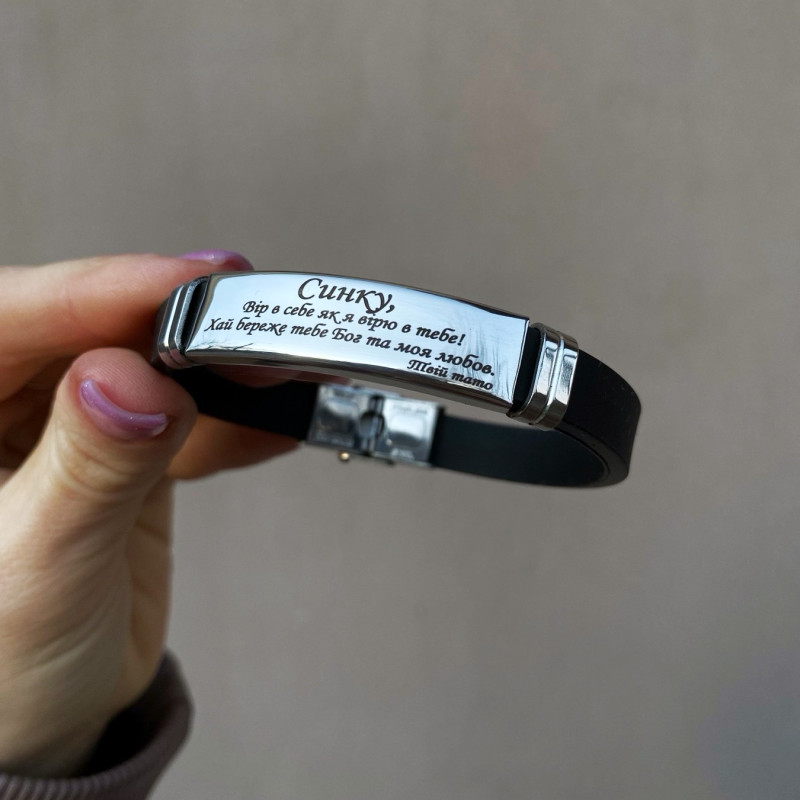 Синку,
Вір в себе як я вірю в тебе!
Хай береже тебе Бог та моя любов.
Твій тато